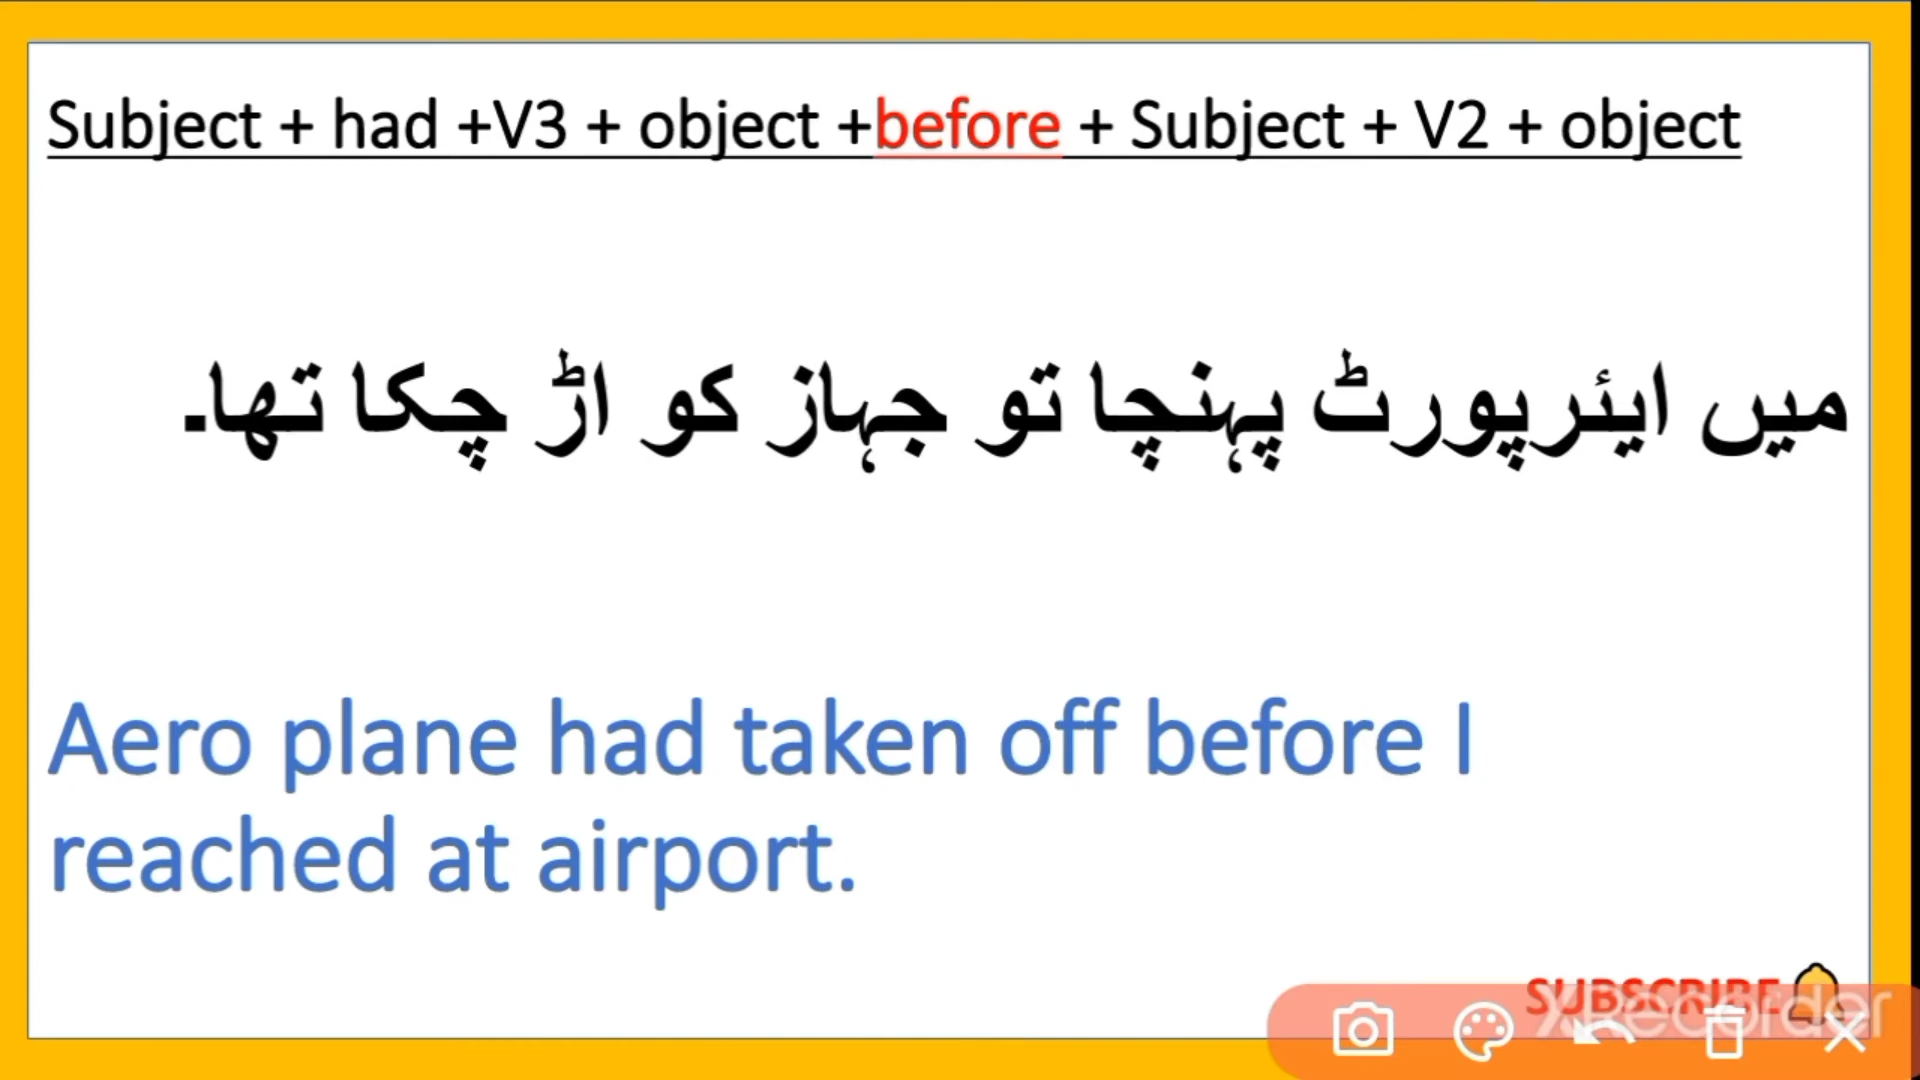 Subject + had +V3 + object +before + Subject + V2 + object
میں ایئرپورٹ پہنچا تو جہاز کو اڑ چکا تھا۔
Aero plane had taken off before I
reached at airport.
SUBSCRIBE
XRecorder